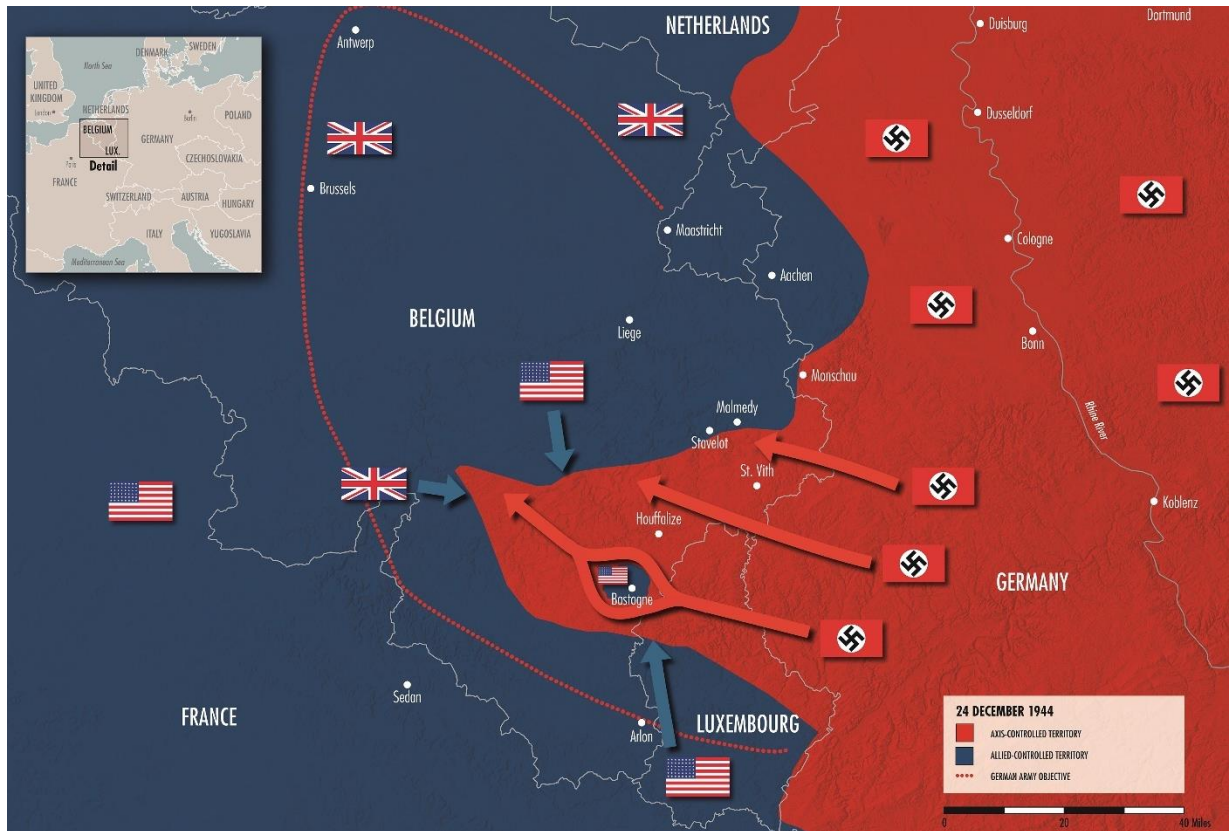 NETHERLANDS
Dortmund
Duisburg
Antwerp
DENMARK
SWEDEN
North Sea
UNITED
KINGDOM
London
NETHERLANDS
Berlin
POLAND
BELGIUM
GERMANY
LUX.
Paris
Detail
CZECHOSLOVAKIA
FRANCE
SWITZERLAND
AUSTRIA
HUNGARY
ITALY
YUGOSLAVIA
Mediterranean Sea
Dusseldorf
Brussels
Maastricht
Cologne
Aachen
BELGIUM
Liege
Bonn
Monschau
Rhine River
Malmedy
Stavelot
St. Vith
Koblenz
Houffalize
Bastogne
GERMANY
Sedan
FRANCE
LUXEMBOURG
Arlon
24 DECEMBER 1944
AXIS-CONTROLLED TERRITORY
ALLIED-CONTROLLED TERRITORY
GERMAN ARMY OBJECTIVE
0 20 40 Miles